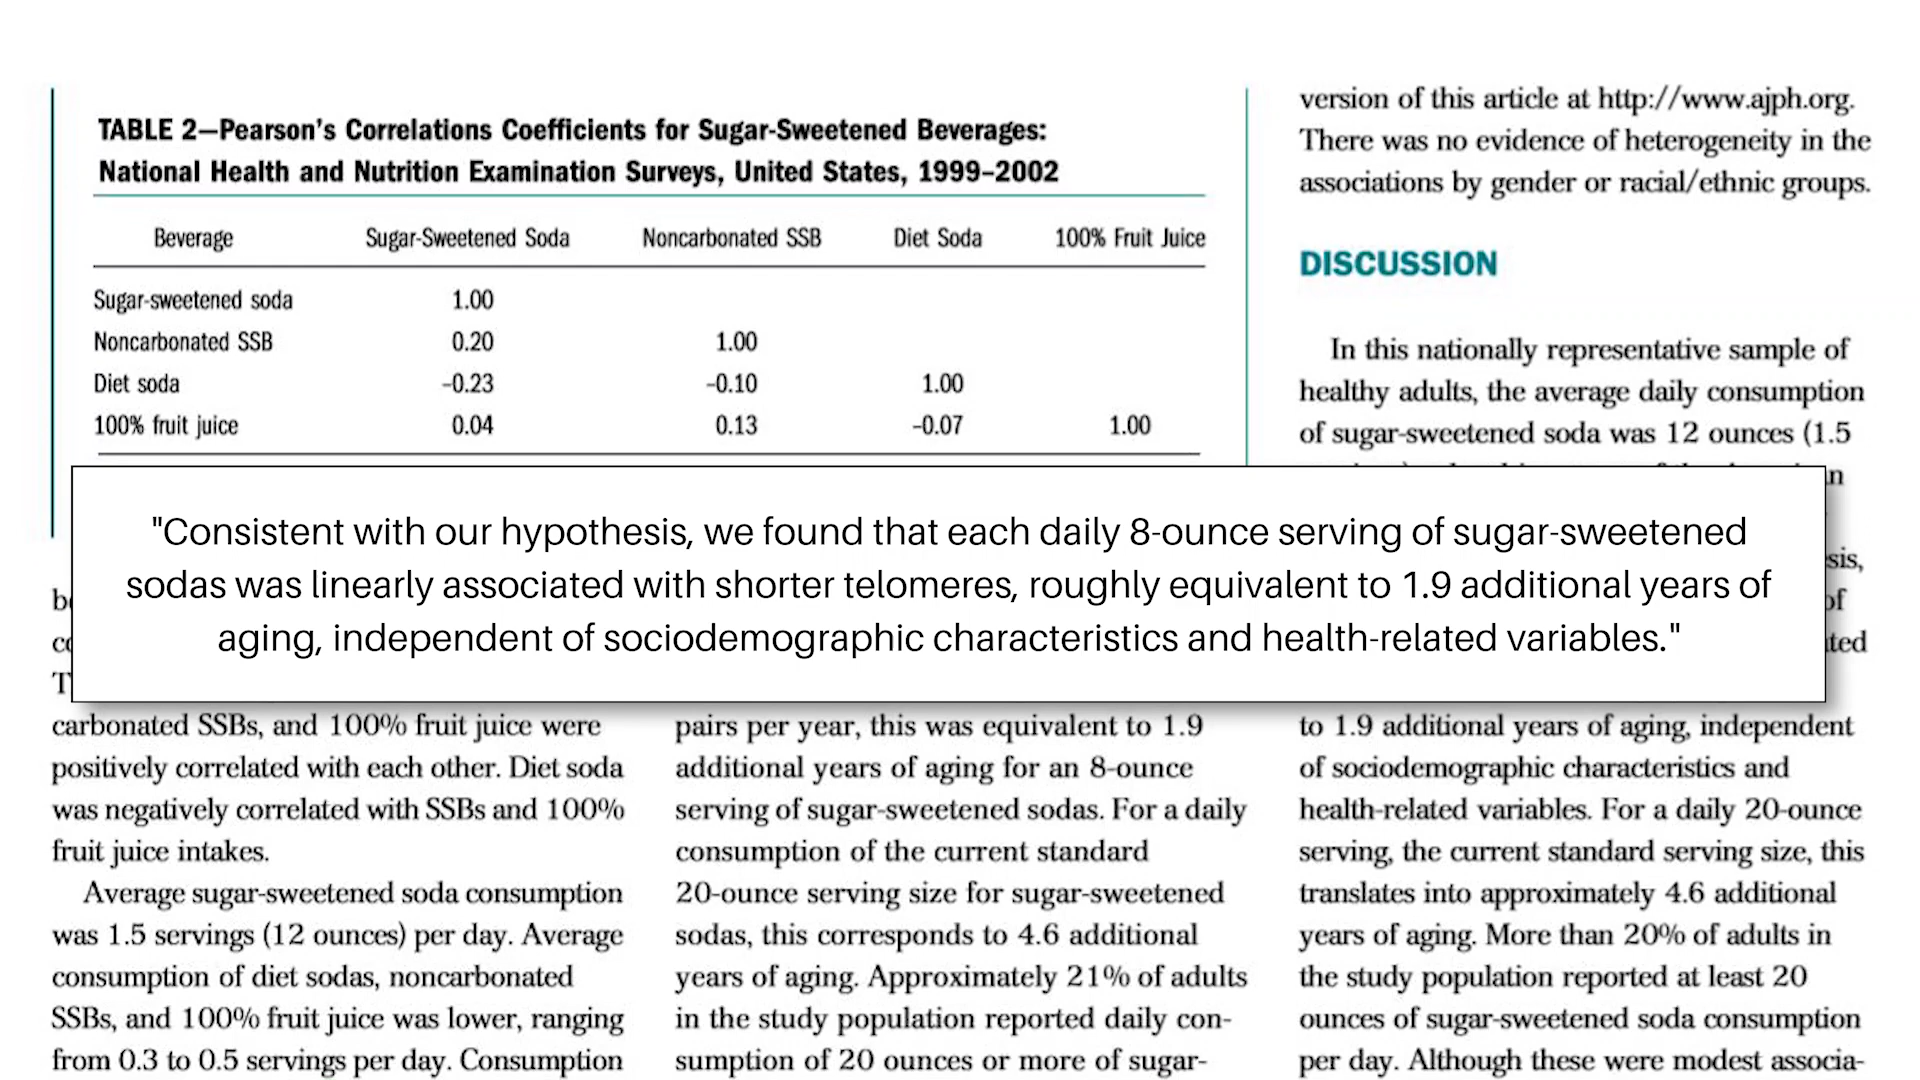 TABLE 2—Pearson's Correlations Coefficients for Sugar-Sweetened Beverages:
National Health and Nutrition Examination Surveys, United States, 1999–2002
Beverage Sugar-Sweetened Soda Noncarbonated SSB Diet Soda 100% Fruit Juice
Sugar-sweetened soda 1.00
Noncarbonated SSB 0.20 1.00
Diet soda -0.23 -0.10 1.00
100% fruit juice 0.04 0.13 -0.07 1.00
"Consistent with our hypothesis, we found that each daily 8-ounce serving of sugar-sweetened
sodas was linearly associated with shorter telomeres, roughly equivalent to 1.9 additional years of
aging, independent of sociodemographic characteristics and health-related variables."
carbonated SSBs, and 100% fruit juice were
positively correlated with each other. Diet soda
was negatively correlated with SSBs and 100%
fruit juice intakes.
Average sugar-sweetened soda consumption
was 1.5 servings (12 ounces) per day. Average
consumption of diet sodas, noncarbonated
SSBs, and 100% fruit juice was lower, ranging
from 0.3 to 0.5 servings per day. Consumption
pairs per year, this was equivalent to 1.9
additional years of aging for an 8-ounce
serving of sugar-sweetened sodas. For a daily
consumption of the current standard
20-ounce serving size for sugar-sweetened
sodas, this corresponds to 4.6 additional
years of aging. Approximately 21% of adults
in the study population reported daily con-
sumption of 20 ounces or more of sugar-
version of this article at http://www.ajph.org.
There was no evidence of heterogeneity in the
associations by gender or racial/ethnic groups.
DISCUSSION
In this nationally representative sample of
healthy adults, the average daily consumption
of sugar-sweetened soda was 12 ounces (1.5
to 1.9 additional years of aging, independent
of sociodemographic characteristics and
health-related variables. For a daily 20-ounce
serving, the current standard serving size, this
translates into approximately 4.6 additional
years of aging. More than 20% of adults in
the study population reported at least 20
ounces of sugar-sweetened soda consumption
per day. Although these were modest associa-